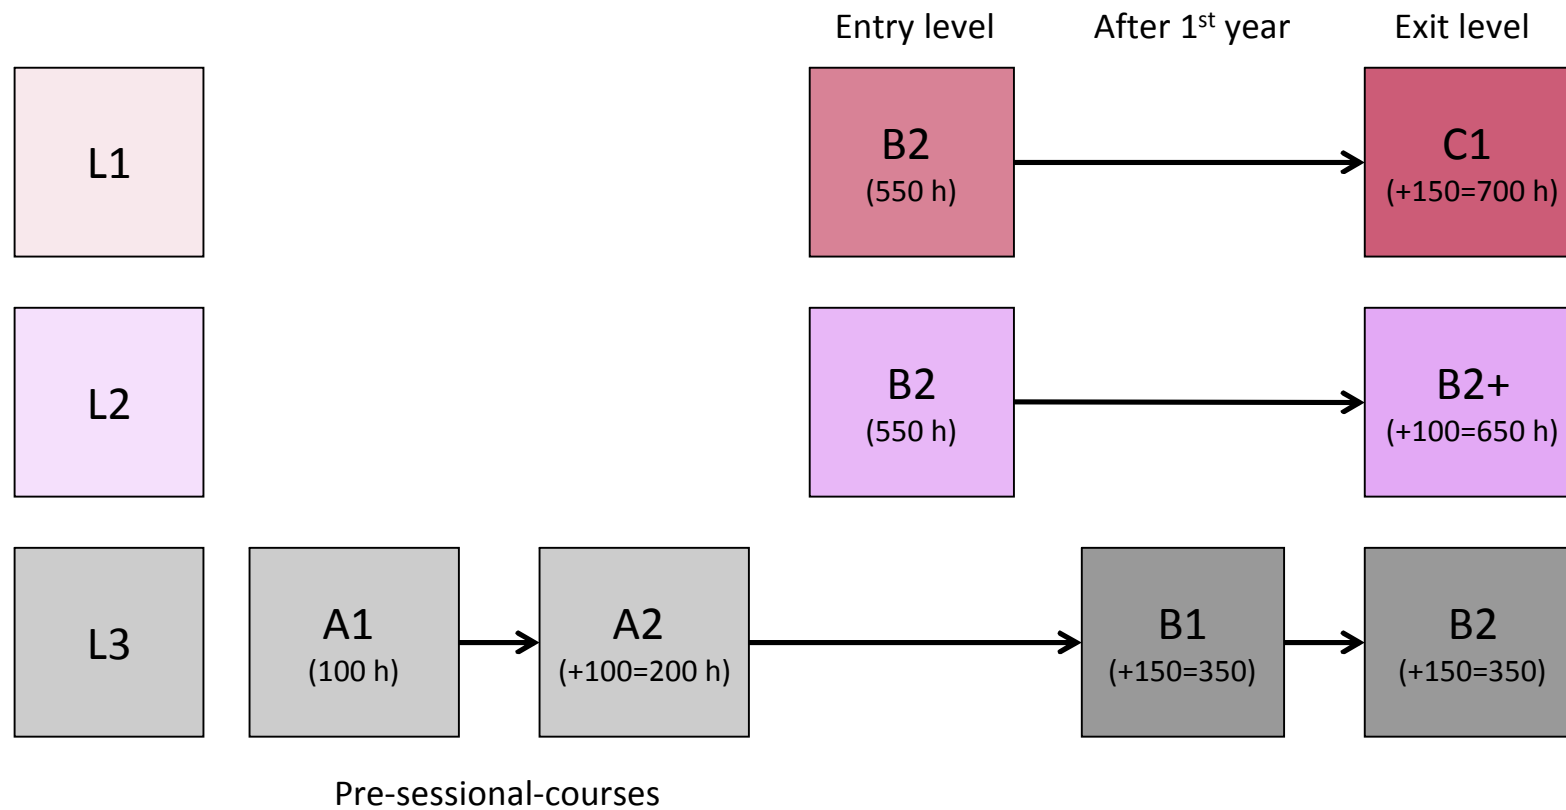 Entry level After 1st year Exit level
L1
B2
(550 h)
C1
(+150=700 h)
L2
B2
(550 h)
B2+
(+100=650 h)
L3
A1
(100 h)
A2
(+100=200 h)
B1
(+150=350)
B2
(+150=350)
Pre-sessional-courses